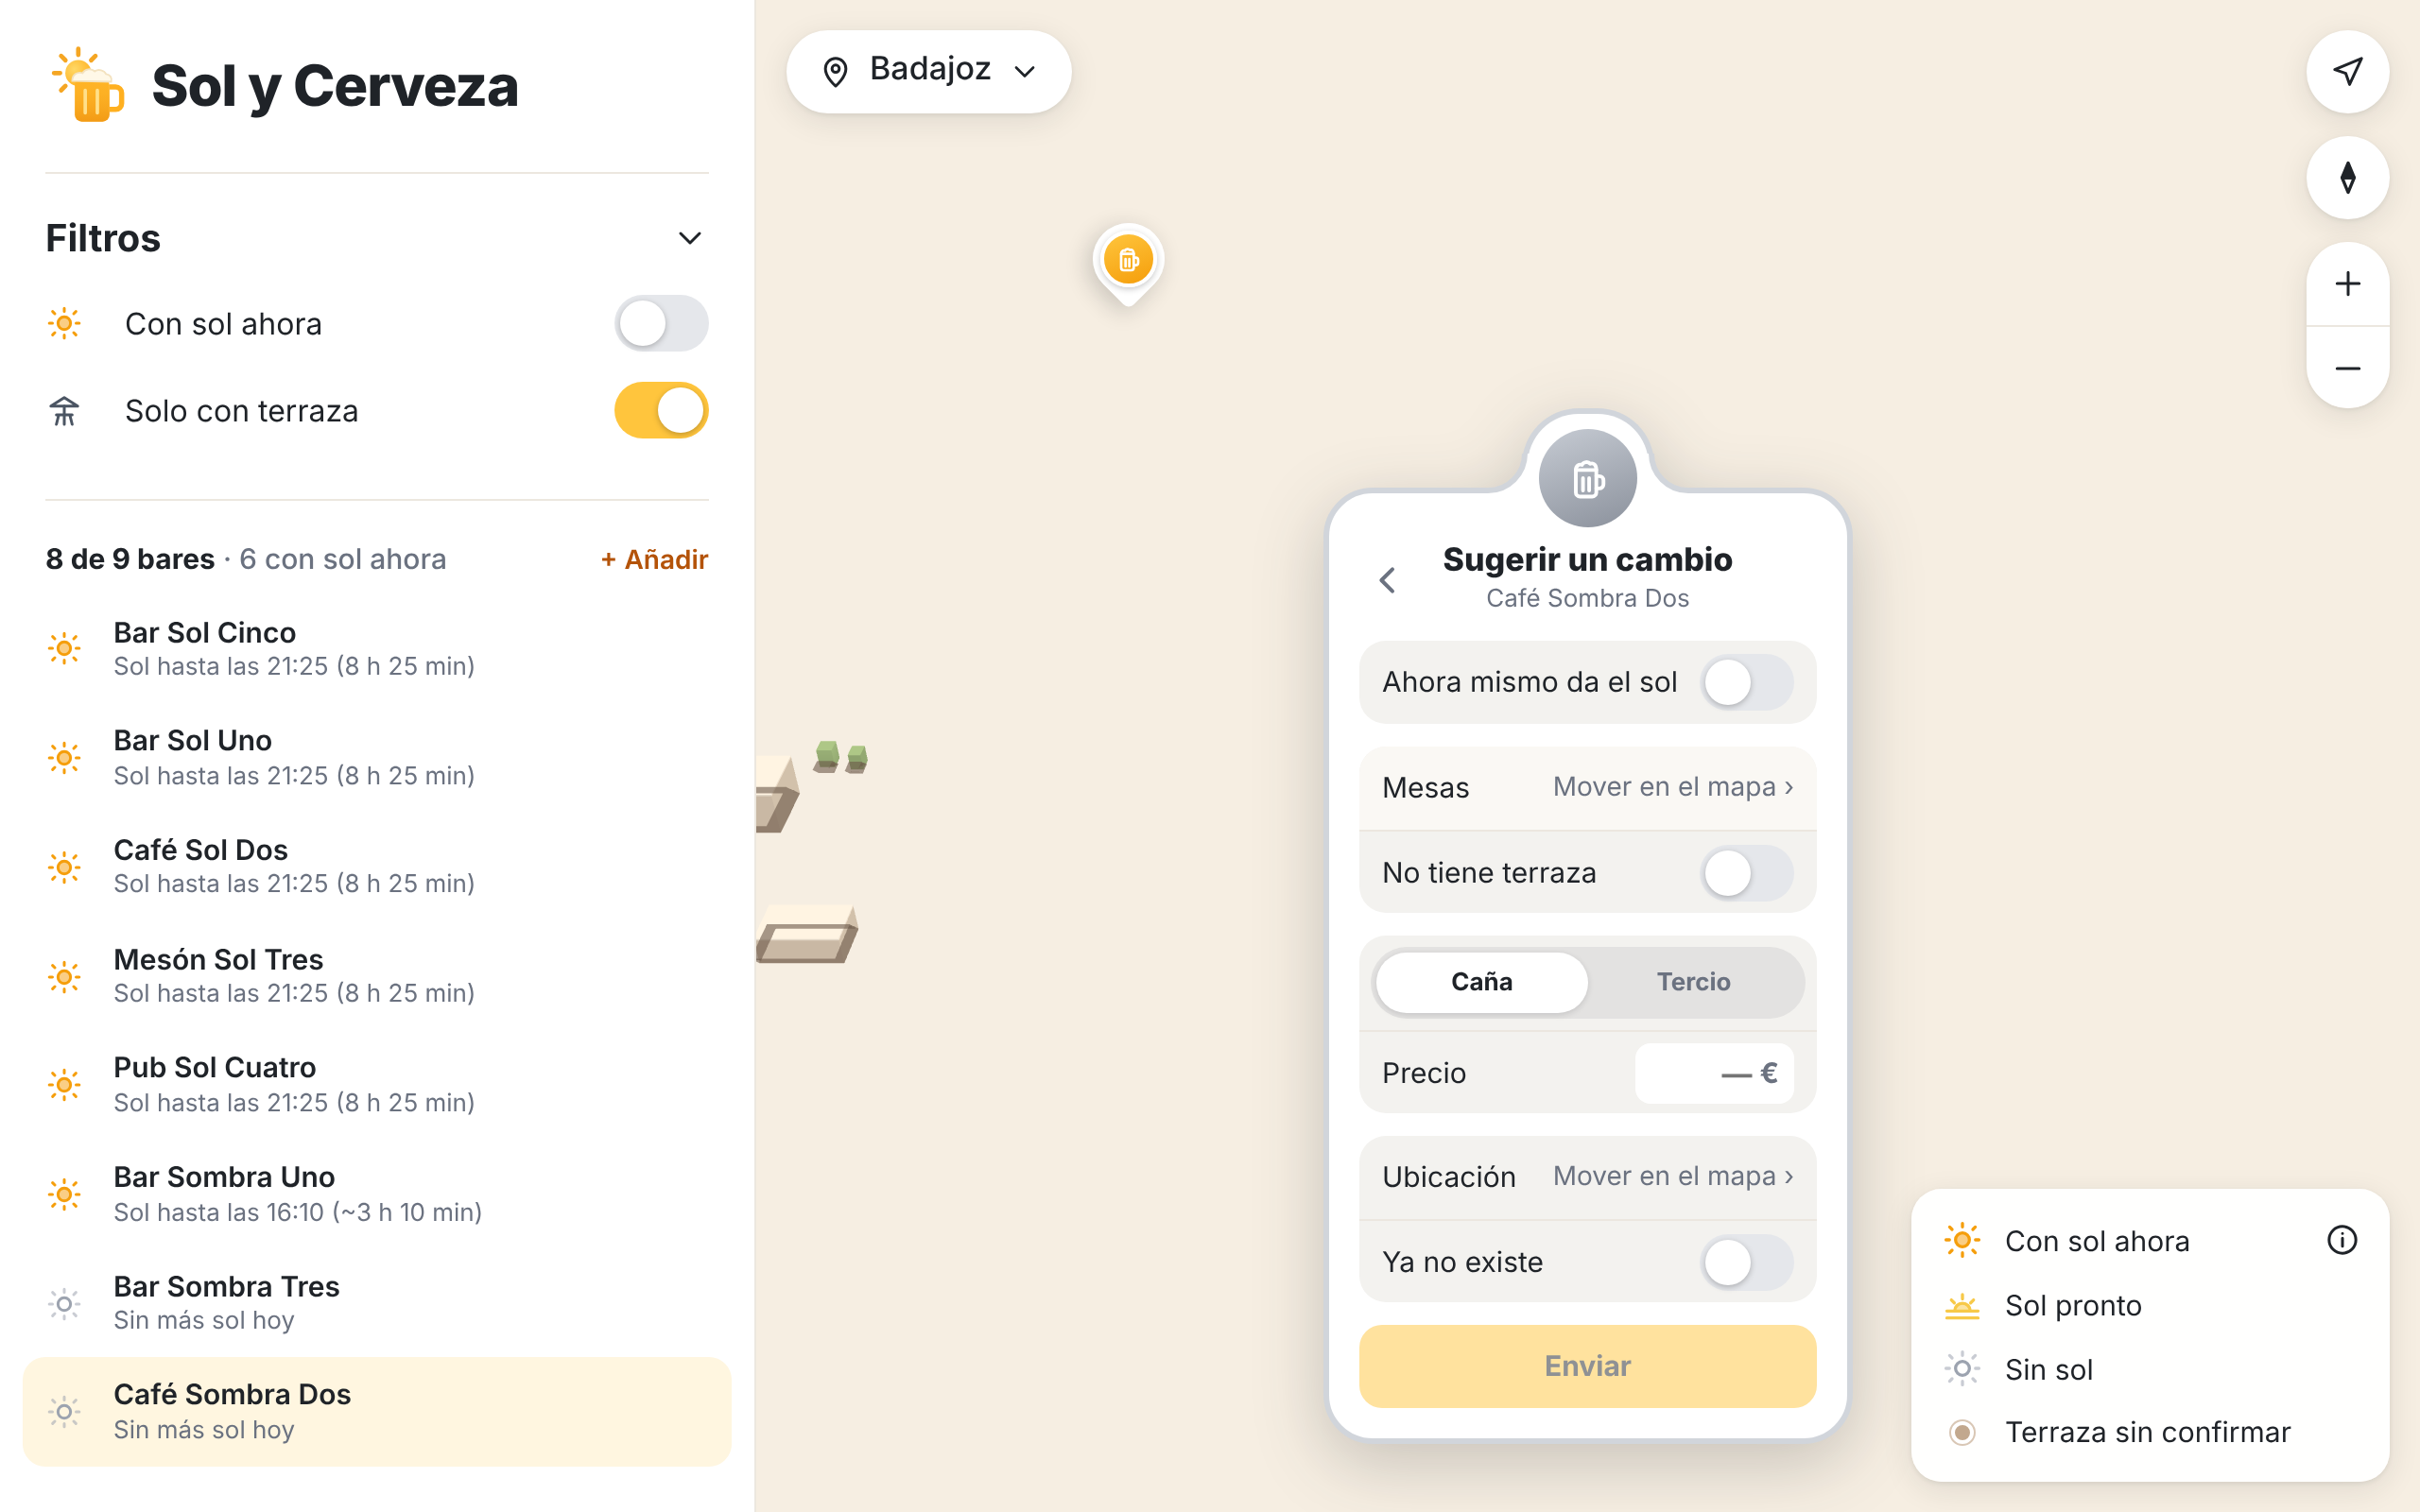 Sol y Cerveza
Filtros
Con sol ahora
Solo con terraza
8 de 9 bares · 6 con sol ahora
+ Añadir
Bar Sol Cinco
Sol hasta las 21:25 (8 h 25 min)
Bar Sol Uno
Sol hasta las 21:25 (8 h 25 min)
Café Sol Dos
Sol hasta las 21:25 (8 h 25 min)
Mesón Sol Tres
Sol hasta las 21:25 (8 h 25 min)
Pub Sol Cuatro
Sol hasta las 21:25 (8 h 25 min)
Bar Sombra Uno
Sol hasta las 16:10 (~3 h 10 min)
Bar Sombra Tres
Sin más sol hoy
Café Sombra Dos
Sin más sol hoy
Badajoz
Sugerir un cambio
Café Sombra Dos
Ahora mismo da el sol
Mesas
Mover en el mapa ›
No tiene terraza
Caña
Tercio
Precio
— €
Ubicación
Mover en el mapa ›
Ya no existe
Enviar
Con sol ahora
Sol pronto
Sin sol
Terraza sin confirmar